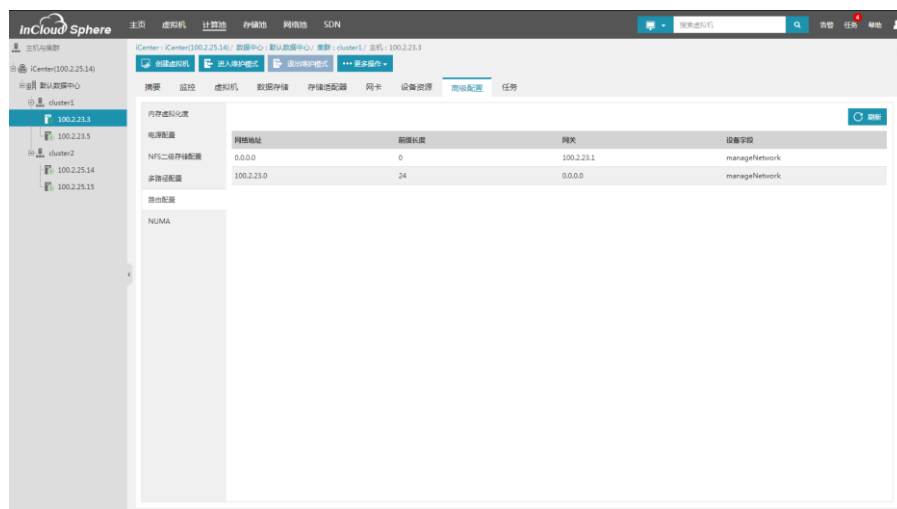 InCloud Sphere
主页 虚拟机 计算池 存储池 网络池 SDN
搜索虚拟机
告警 任务 4 帮助
主机与集群
iCenter(100.2.25.14)
默认数据中心
cluster1
100.2.23.3
100.2.23.5
cluster2
100.2.25.14
100.2.25.15
iCenter : iCenter(100.2.25.14) / 数据中心 : 默认数据中心 / 集群 : cluster1 / 主机 : 100.2.23.3
创建虚拟机 进入维护模式 退出维护模式 ••• 更多操作
摘要 监控 虚拟机 数据存储 存储适配器 网卡 设备资源 高级配置 任务
内存虚拟化度
电源配置
NFS二级存储配置
多路径配置
路由配置
NUMA
刷新
网络地址 前缀长度 网关 设备字段
0.0.0.0 0 100.2.23.1 manageNetwork
100.2.23.0 24 0.0.0.0 manageNetwork